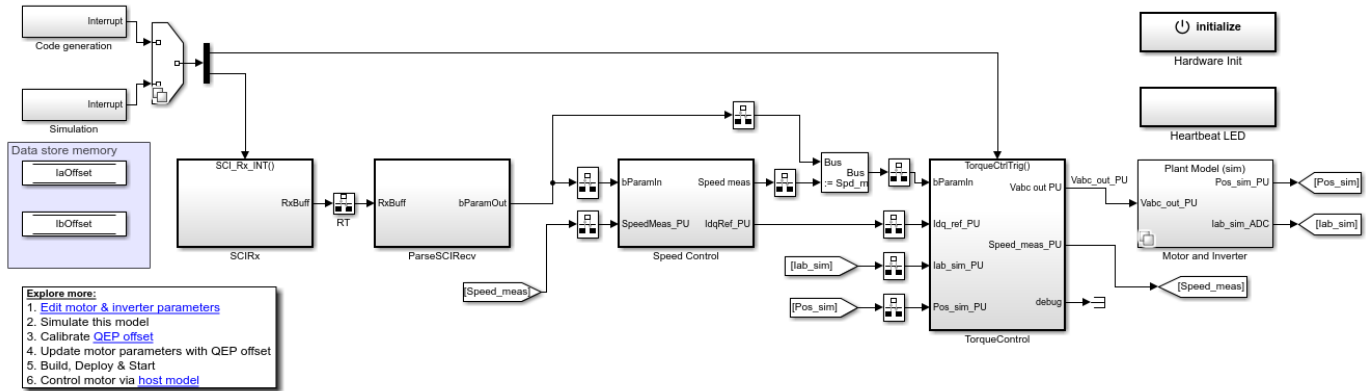 Interrupt
Code generation
Interrupt
Simulation
Data store memory
IaOffset
IbOffset
SCI_Rx_INT()
RxBuff
SCIRx
RT
RxBuff
bParamOut
ParseSCIRecv
bParamIn
Speed meas
SpeedMeas_PU
IdqRef_PU
Speed Control
[Speed_meas]
Bus
Bus
:= Spd_m
[Iab_sim]
[Pos_sim]
TorqueCtrlTrig()
bParamIn
Vabc out PU
Idq_ref_PU
Speed_meas_PU
Iab_sim_PU
Pos_sim_PU
debug
TorqueControl
Vabc_out_PU
initialize
Hardware Init
Heartbeat LED
Plant Model (sim)
Pos_sim_PU
Vabc_out_PU
Iab_sim_ADC
Motor and Inverter
[Pos_sim]
[Iab_sim]
[Speed_meas]
Explore more:
1. Edit motor & inverter parameters
2. Simulate this model
3. Calibrate QEP offset
4. Update motor parameters with QEP offset
5. Build, Deploy & Start
6. Control motor via host model